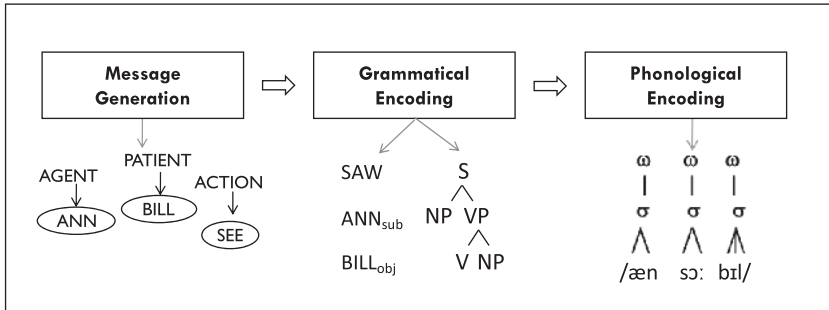 Message Generation
Grammatical Encoding
Phonological Encoding
AGENT
PATIENT
ACTION
ANN
BILL
SEE
SAW
S
ANNsub
NP VP
BILLobj
V NP
ω ω ω
σ σ σ
/æn sɔː bɪl/